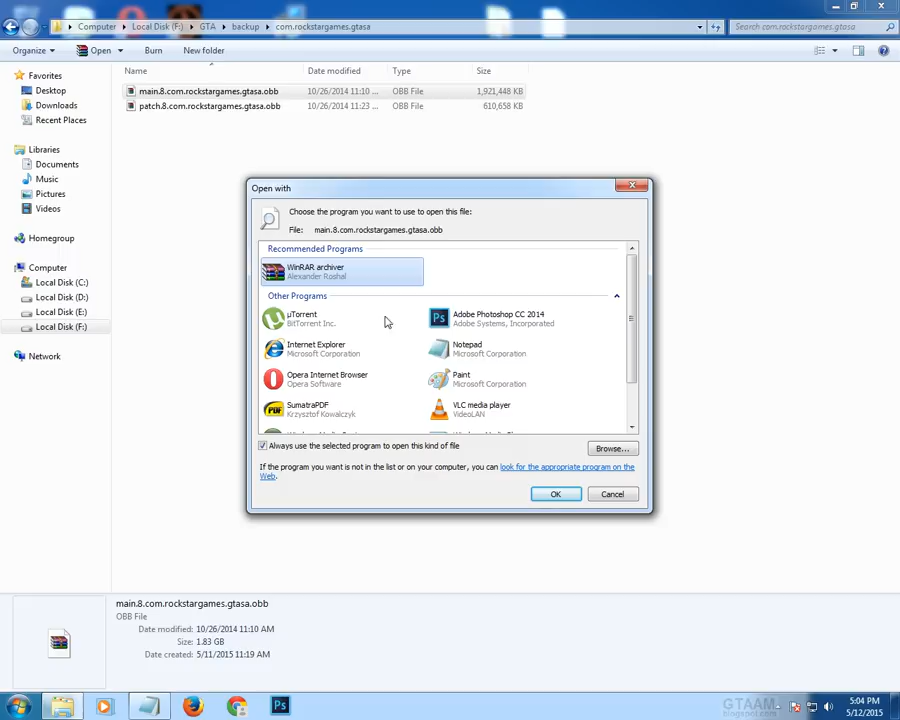 Computer ▸ Local Disk (F:) ▸ GTA ▸ backup ▸ com.rockstargames.gtasa
Search com.rockstargames.gtasa
Organize Open Burn New folder
Name Date modified Type Size
main.8.com.rockstargames.gtasa.obb 10/26/2014 11:10 ... OBB File 1,921,448 KB
patch.8.com.rockstargames.gtasa.obb 10/26/2014 11:23 ... OBB File 610,658 KB
Favorites
Desktop
Downloads
Recent Places
Libraries
Documents
Music
Pictures
Videos
Homegroup
Computer
Local Disk (C:)
Local Disk (D:)
Local Disk (E:)
Local Disk (F:)
Network
Open with
Choose the program you want to use to open this file:
File: main.8.com.rockstargames.gtasa.obb
Recommended Programs
WinRAR archiver
Alexander Roshal
Other Programs
µTorrent
BitTorrent Inc.
Adobe Photoshop CC 2014
Adobe Systems, Incorporated
Internet Explorer
Microsoft Corporation
Notepad
Microsoft Corporation
Opera Internet Browser
Opera Software
Paint
Microsoft Corporation
SumatraPDF
Krzysztof Kowalczyk
VLC media player
VideoLAN
Always use the selected program to open this kind of file
Browse...
If the program you want is not in the list or on your computer, you can look for the appropriate program on the
Web.
OK Cancel
main.8.com.rockstargames.gtasa.obb
OBB File
Date modified: 10/26/2014 11:10 AM
Size: 1.83 GB
Date created: 5/11/2015 11:19 AM
GTAAM
blogspot.com
5:04 PM
5/12/2015